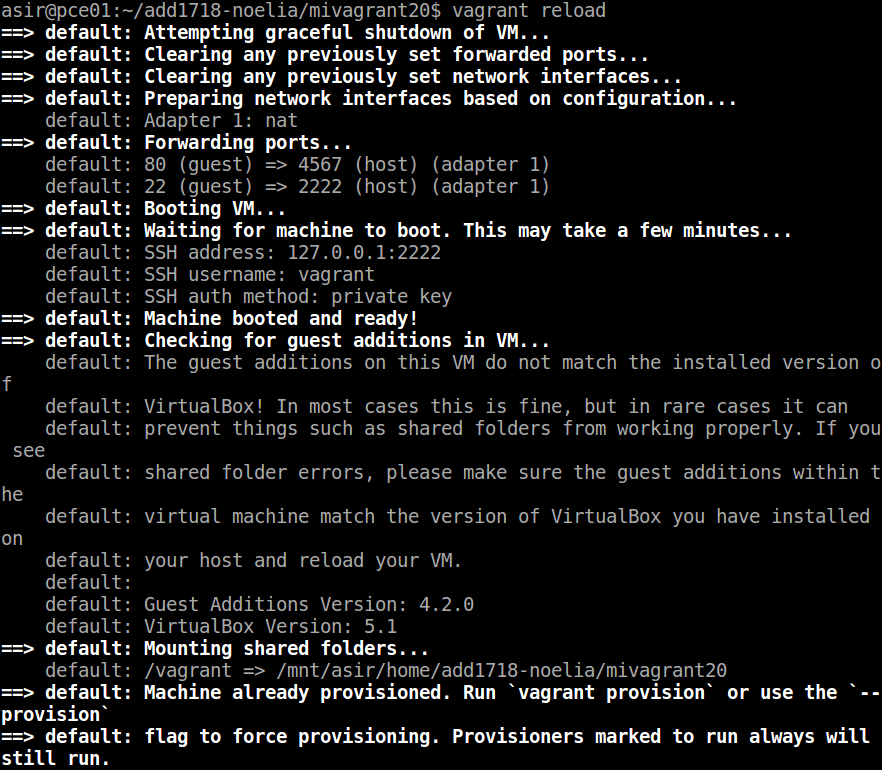 asir@pce01:~/add1718-noelia/mivagrant20$ vagrant reload
==> default: Attempting graceful shutdown of VM...
==> default: Clearing any previously set forwarded ports...
==> default: Clearing any previously set network interfaces...
==> default: Preparing network interfaces based on configuration...
    default: Adapter 1: nat
==> default: Forwarding ports...
    default: 80 (guest) => 4567 (host) (adapter 1)
    default: 22 (guest) => 2222 (host) (adapter 1)
==> default: Booting VM...
==> default: Waiting for machine to boot. This may take a few minutes...
    default: SSH address: 127.0.0.1:2222
    default: SSH username: vagrant
    default: SSH auth method: private key
==> default: Machine booted and ready!
==> default: Checking for guest additions in VM...
    default: The guest additions on this VM do not match the installed version o
f
    default: VirtualBox! In most cases this is fine, but in rare cases it can
    default: prevent things such as shared folders from working properly. If you
 see
    default: shared folder errors, please make sure the guest additions within t
he
    default: virtual machine match the version of VirtualBox you have installed
on
    default: your host and reload your VM.
    default:
    default: Guest Additions Version: 4.2.0
    default: VirtualBox Version: 5.1
==> default: Mounting shared folders...
    default: /vagrant => /mnt/asir/home/add1718-noelia/mivagrant20
==> default: Machine already provisioned. Run `vagrant provision` or use the `--
provision`
==> default: flag to force provisioning. Provisioners marked to run always will
still run.